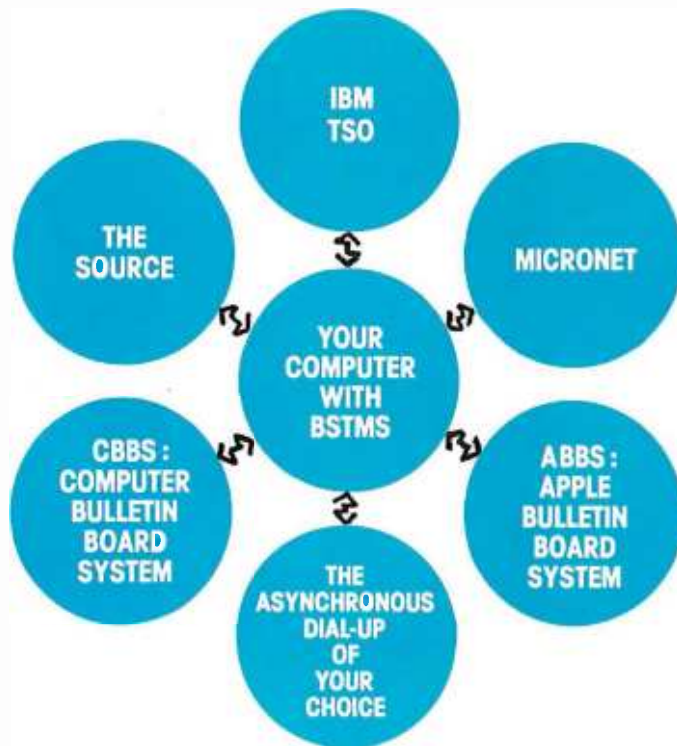 IBM
TSO
THE
SOURCE
MICRONET
YOUR
COMPUTER
WITH
BSTMS
CBBS :
COMPUTER
BULLETIN
BOARD
SYSTEM
ABBS :
APPLE
BULLETIN
BOARD
SYSTEM
THE
ASYNCHRONOUS
DIAL-UP
OF
YOUR
CHOICE